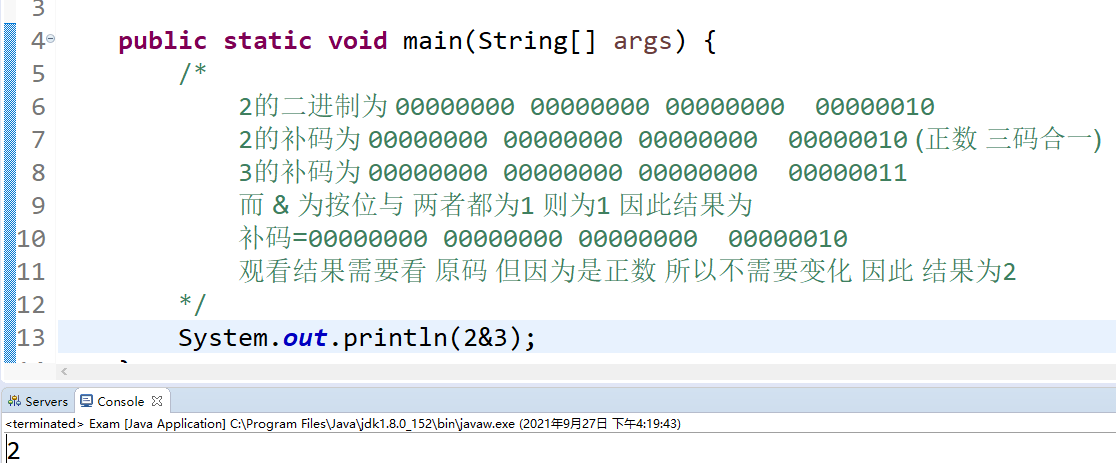 3
4 public static void main(String[] args) {
5 /*
6 2的二进制为 00000000 00000000 00000000  00000010
7 2的补码为 00000000 00000000 00000000  00000010 (正数 三码合一)
8 3的补码为 00000000 00000000 00000000  00000011
9 而 & 为按位与 两者都为1 则为1 因此结果为
10 补码=00000000 00000000 00000000  00000010
11 观看结果需要看 原码 但因为是正数 所以不需要变化 因此 结果为2
12 */
13 System.out.println(2&3);
Servers Console
<terminated> Exam [Java Application] C:\Program Files\Java\jdk1.8.0_152\bin\javaw.exe (2021年9月27日 下午4:19:43)
2